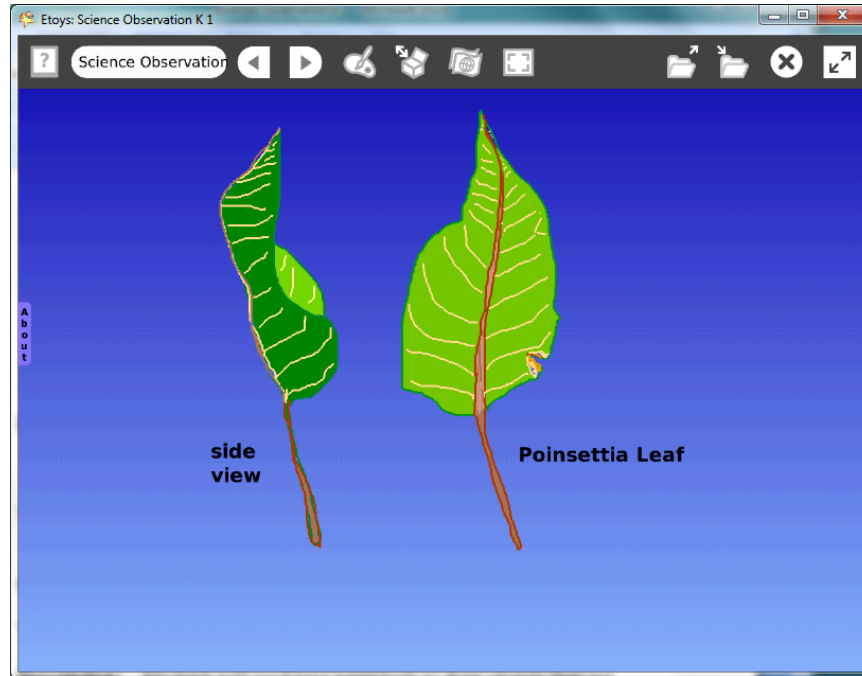 Etoys: Science Observation K 1
?
Science Observation
About
side
view
Poinsettia Leaf